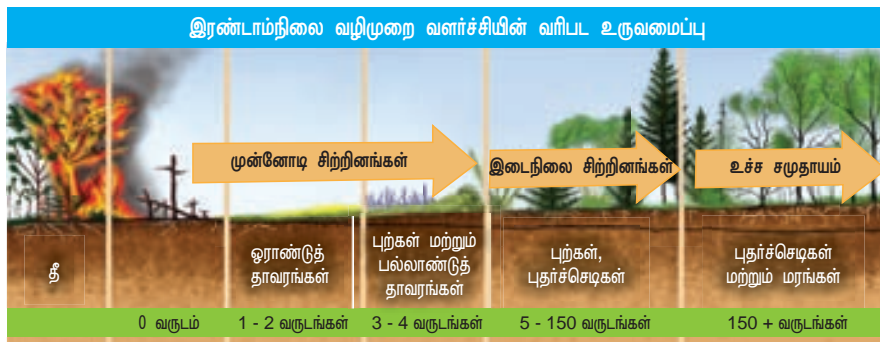 இரண்டாம்நிலை வழிமுறை வளர்ச்சியின் வரிபட உருவமைப்பு
முன்னோடி சிற்றினங்கள்
இடைநிலை சிற்றினங்கள்
உச்ச சமுதாயம்
தீ
ஓராண்டுத்
தாவரங்கள்
புற்கள் மற்றும்
பல்லாண்டுத்
தாவரங்கள்
புற்கள்,
புதர்ச்செடிகள்
புதர்ச்செடிகள்
மற்றும் மரங்கள்
0 வருடம்
1 - 2 வருடங்கள்
3 - 4 வருடங்கள்
5 - 150 வருடங்கள்
150 + வருடங்கள்